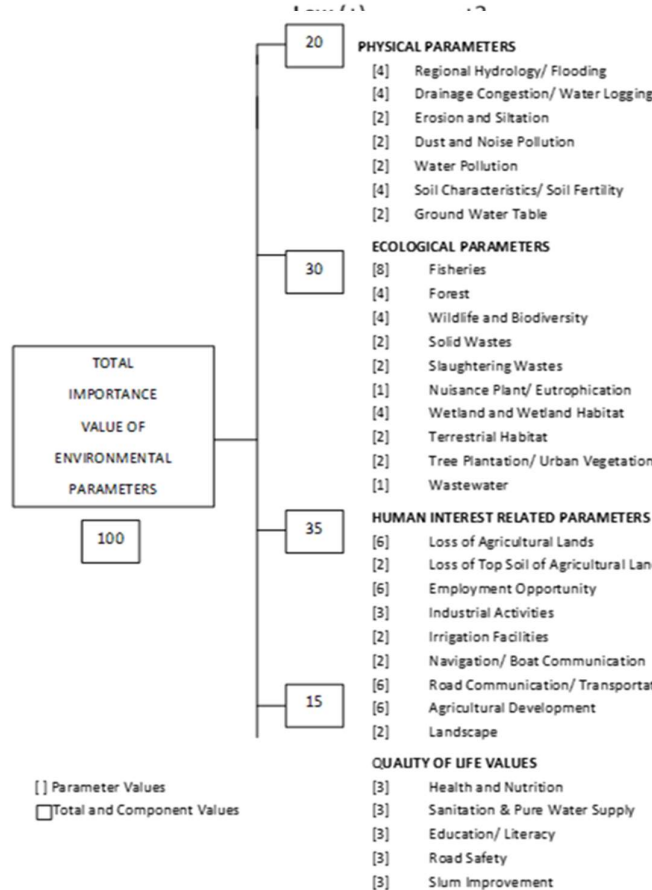 20
PHYSICAL PARAMETERS
[4] Regional Hydrology/ Flooding
[4] Drainage Congestion/ Water Logging
[2] Erosion and Siltation
[2] Dust and Noise Pollution
[2] Water Pollution
[4] Soil Characteristics/ Soil Fertility
[2] Ground Water Table
30
ECOLOGICAL PARAMETERS
[8] Fisheries
[4] Forest
[4] Wildlife and Biodiversity
[2] Solid Wastes
[2] Slaughtering Wastes
[1] Nuisance Plant/ Eutrophication
[4] Wetland and Wetland Habitat
[2] Terrestrial Habitat
[2] Tree Plantation/ Urban Vegetation
[1] Wastewater
TOTAL
IMPORTANCE
VALUE OF
ENVIRONMENTAL
PARAMETERS
100
35
HUMAN INTEREST RELATED PARAMETERS
[6] Loss of Agricultural Lands
[2] Loss of Top Soil of Agricultural Lan
[6] Employment Opportunity
[3] Industrial Activities
[2] Irrigation Facilities
[2] Navigation/ Boat Communication
[6] Road Communication/ Transportat
[6] Agricultural Development
[2] Landscape
15
QUALITY OF LIFE VALUES
[3] Health and Nutrition
[3] Sanitation & Pure Water Supply
[3] Education/ Literacy
[3] Road Safety
[3] Slum Improvement
[ ] Parameter Values
Total and Component Values